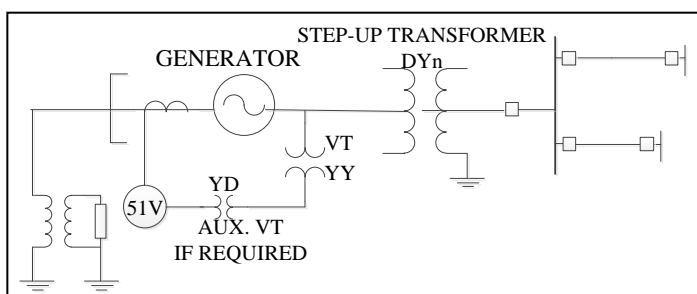 STEP-UP TRANSFORMER
DYn
GENERATOR
VT
YY
YD
51V
AUX. VT
IF REQUIRED